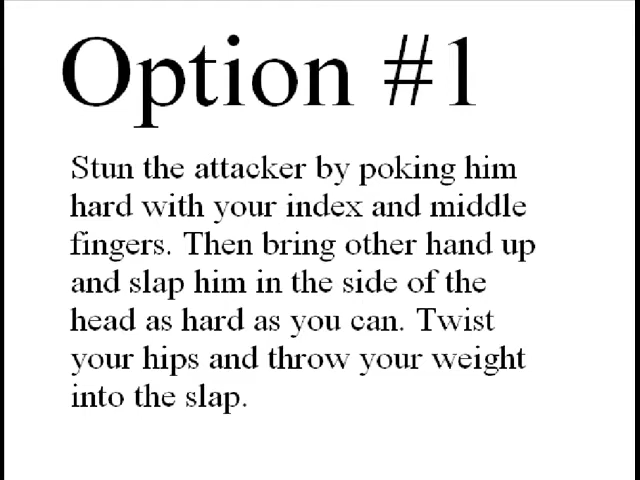 Option #1
Stun the attacker by poking him
hard with your index and middle
fingers. Then bring other hand up
and slap him in the side of the
head as hard as you can. Twist
your hips and throw your weight
into the slap.